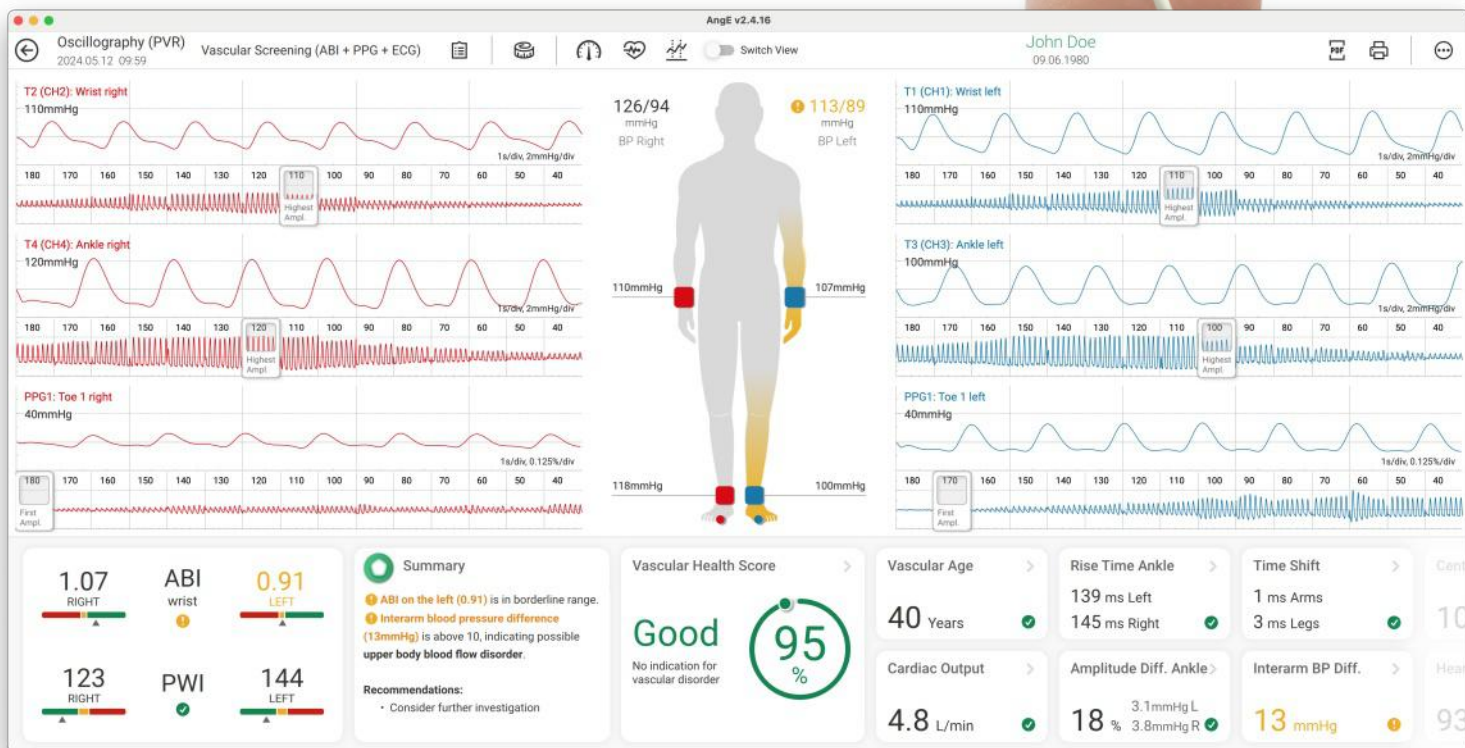 AngE v2.4.16
Oscillography (PVR)
2024.05.12 09:59
Vascular Screening (ABI + PPG + ECG)
Switch View
John Doe
09.06.1980
PDF
T2 (CH2): Wrist right
110mmHg
1s/div, 2mmHg/div
180 170 160 150 140 130 120 110 100 90 80 70 60 50 40
Highest
Ampl.
T4 (CH4): Ankle right
120mmHg
1s/div, 2mmHg/div
180 170 160 150 140 130 120 110 100 90 80 70 60 50 40
Highest
Ampl.
PPG1: Toe 1 right
40mmHg
1s/div, 0.125%/div
180 170 160 150 140 130 120 110 100 90 80 70 60 50 40
First
Ampl.
126/94
mmHg
BP Right
113/89
mmHg
BP Left
110mmHg
107mmHg
118mmHg
100mmHg
T1 (CH1): Wrist left
110mmHg
1s/div, 2mmHg/div
180 170 160 150 140 130 120 110 100 90 80 70 60 50 40
Highest
Ampl.
T3 (CH3): Ankle left
100mmHg
1s/div, 2mmHg/div
180 170 160 150 140 130 120 110 100 90 80 70 60 50 40
Highest
Ampl.
PPG1: Toe 1 left
40mmHg
1s/div, 0.125%/div
180 170 160 150 140 130 120 110 100 90 80 70 60 50 40
First
Ampl.
1.07
RIGHT
ABI
wrist
0.91
LEFT
123
RIGHT
PWI
144
LEFT
Summary
ABI on the left (0.91) is in borderline range.
Interarm blood pressure difference
(13mmHg) is above 10, indicating possible
upper body blood flow disorder.
Recommendations:
• Consider further investigation
Vascular Health Score
Good
No indication for
vascular disorder
95
%
Vascular Age
40 Years
Rise Time Ankle
139 ms Left
145 ms Right
Time Shift
1 ms Arms
3 ms Legs
Cent
10
Cardiac Output
4.8 L/min
Amplitude Diff. Ankle
18 %
3.1mmHg L
3.8mmHg R
Interarm BP Diff.
13 mmHg
Hear
93